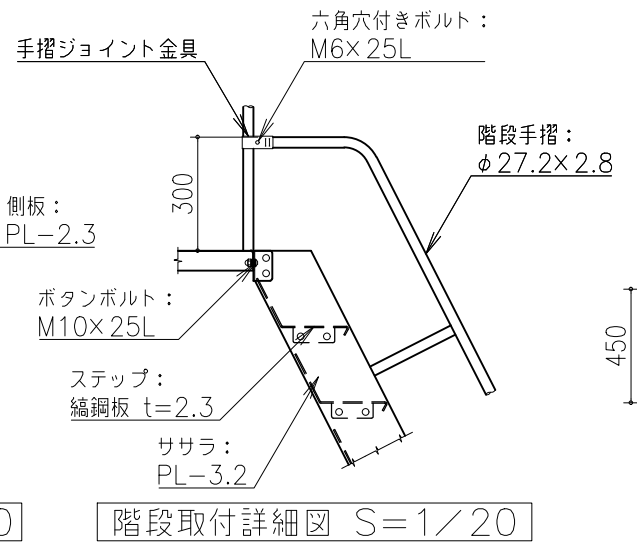 六角穴付きボルト：
M6×25L
手摺ジョイント金具
階段手摺：
φ27.2×2.8
300
側板：
PL−2.3
ボタンボルト：
M10×25L
450
ステップ：
縞鋼板 t=2.3
ササラ：
PL−3.2
0
階段取付詳細図 S=1／20